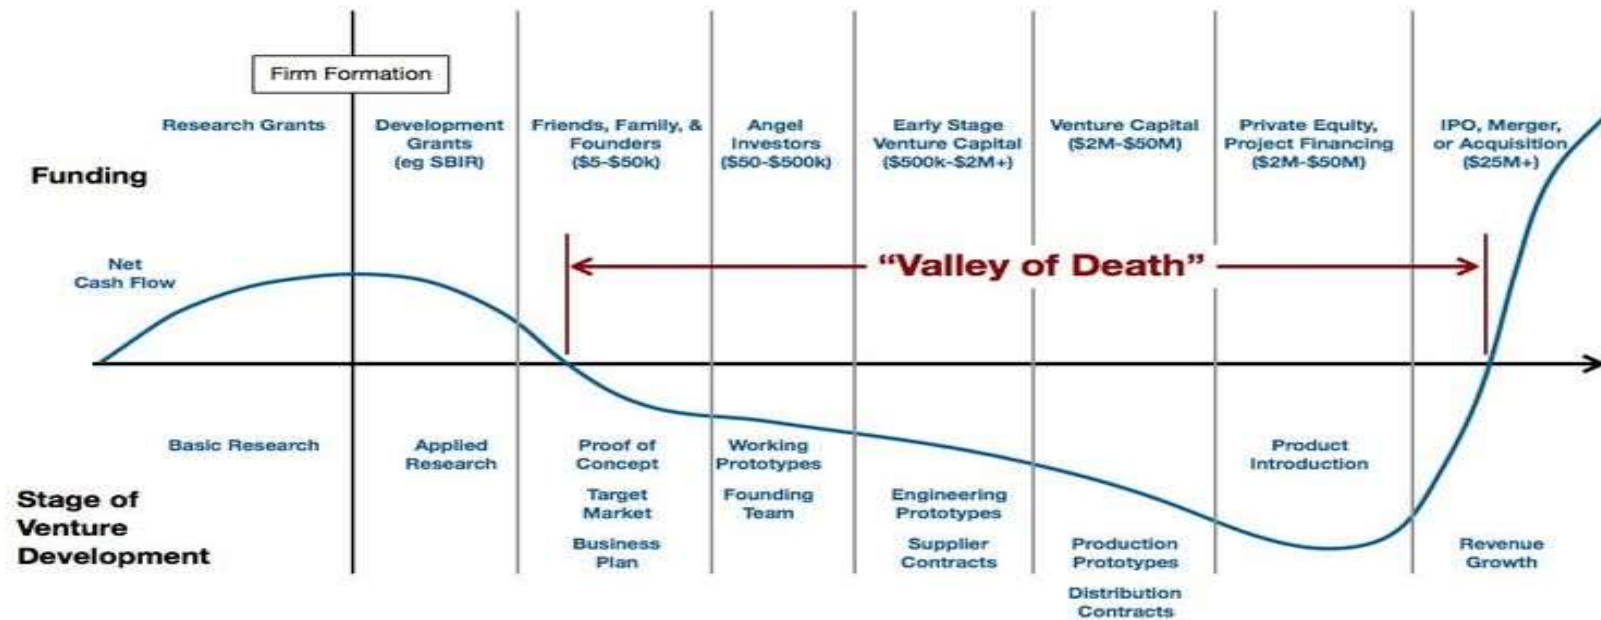 Firm Formation
Research Grants
Development
Grants
(eg SBIR)
Friends, Family, &
Founders
($5-$50k)
Angel
Investors
($50-$500k)
Early Stage
Venture Capital
($500k-$2M+)
Venture Capital
($2M-$50M)
Private Equity,
Project Financing
($2M-$50M)
IPO, Merger,
or Acquisition
($25M+)
Funding
Net
Cash Flow
“Valley of Death”
Basic Research
Applied
Research
Proof of
Concept
Target
Market
Business
Plan
Working
Prototypes
Founding
Team
Engineering
Prototypes
Supplier
Contracts
Production
Prototypes
Distribution
Contracts
Product
Introduction
Revenue
Growth
Stage of
Venture
Development